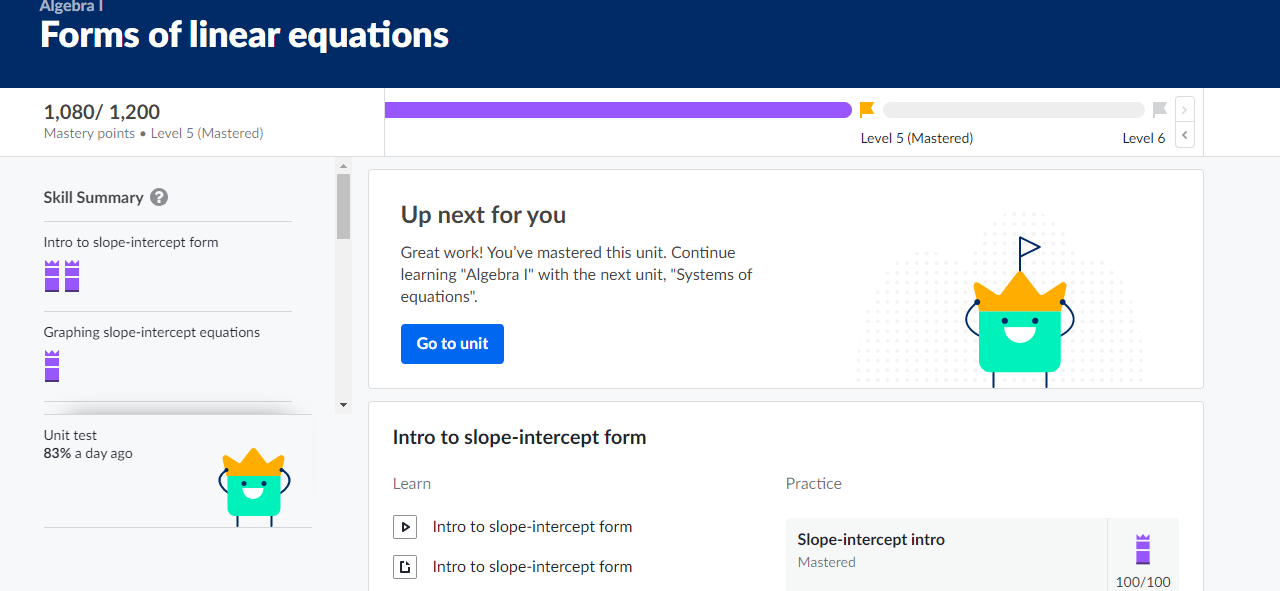 Algebra I
Forms of linear equations
1,080/ 1,200
Mastery points • Level 5 (Mastered)
Level 5 (Mastered)
Level 6
Skill Summary ?
Intro to slope-intercept form
Graphing slope-intercept equations
Unit test
83% a day ago
Up next for you
Great work! You’ve mastered this unit. Continue
learning "Algebra I" with the next unit, "Systems of
equations".
Go to unit
Intro to slope-intercept form
Learn
Intro to slope-intercept form
Intro to slope-intercept form
Practice
Slope-intercept intro
Mastered
100/100